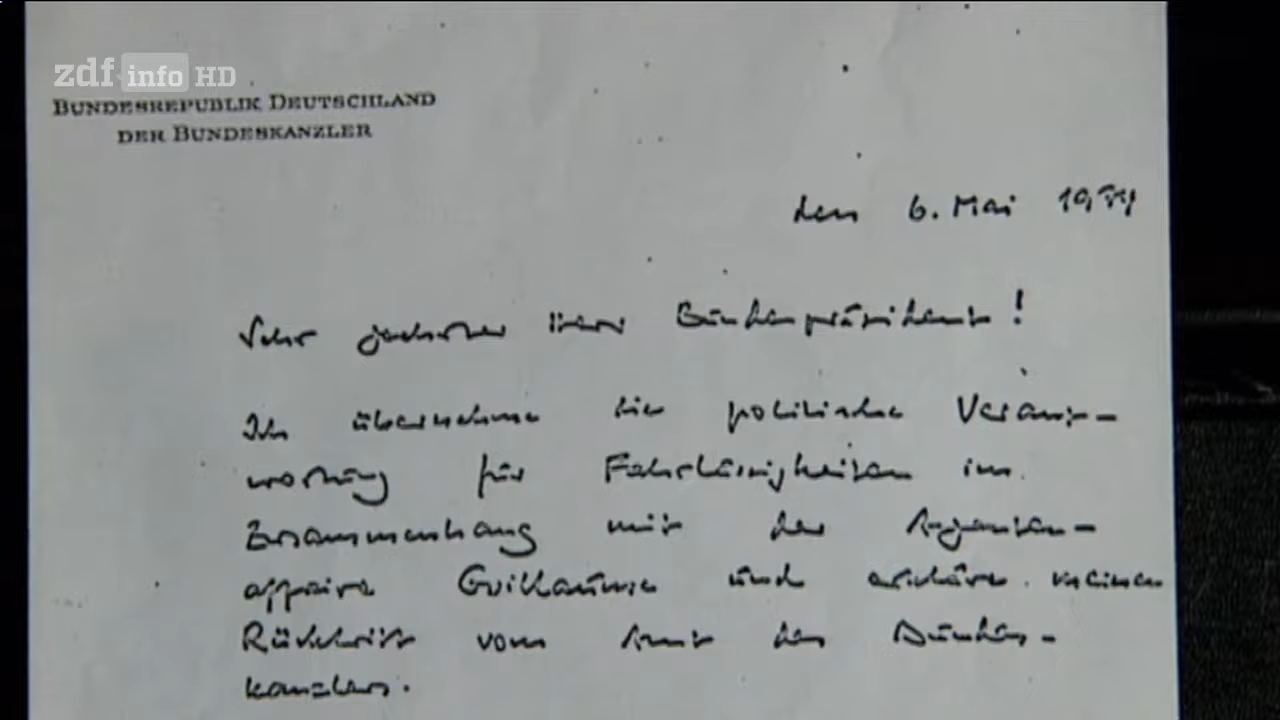 zdf info HD
BUNDESREPUBLIK DEUTSCHLAND
DER BUNDESKANZLER
den 6. Mai 1974
Sehr geehrter Herr Bundespräsident!
Ich übernehme die politische Verant-
wortung für Fahrlässigkeiten im
Zusammenhang mit der Agenten-
affaire Guillaume und erkläre meinen
Rücktritt vom Amt des Bundes-
kanzlers.